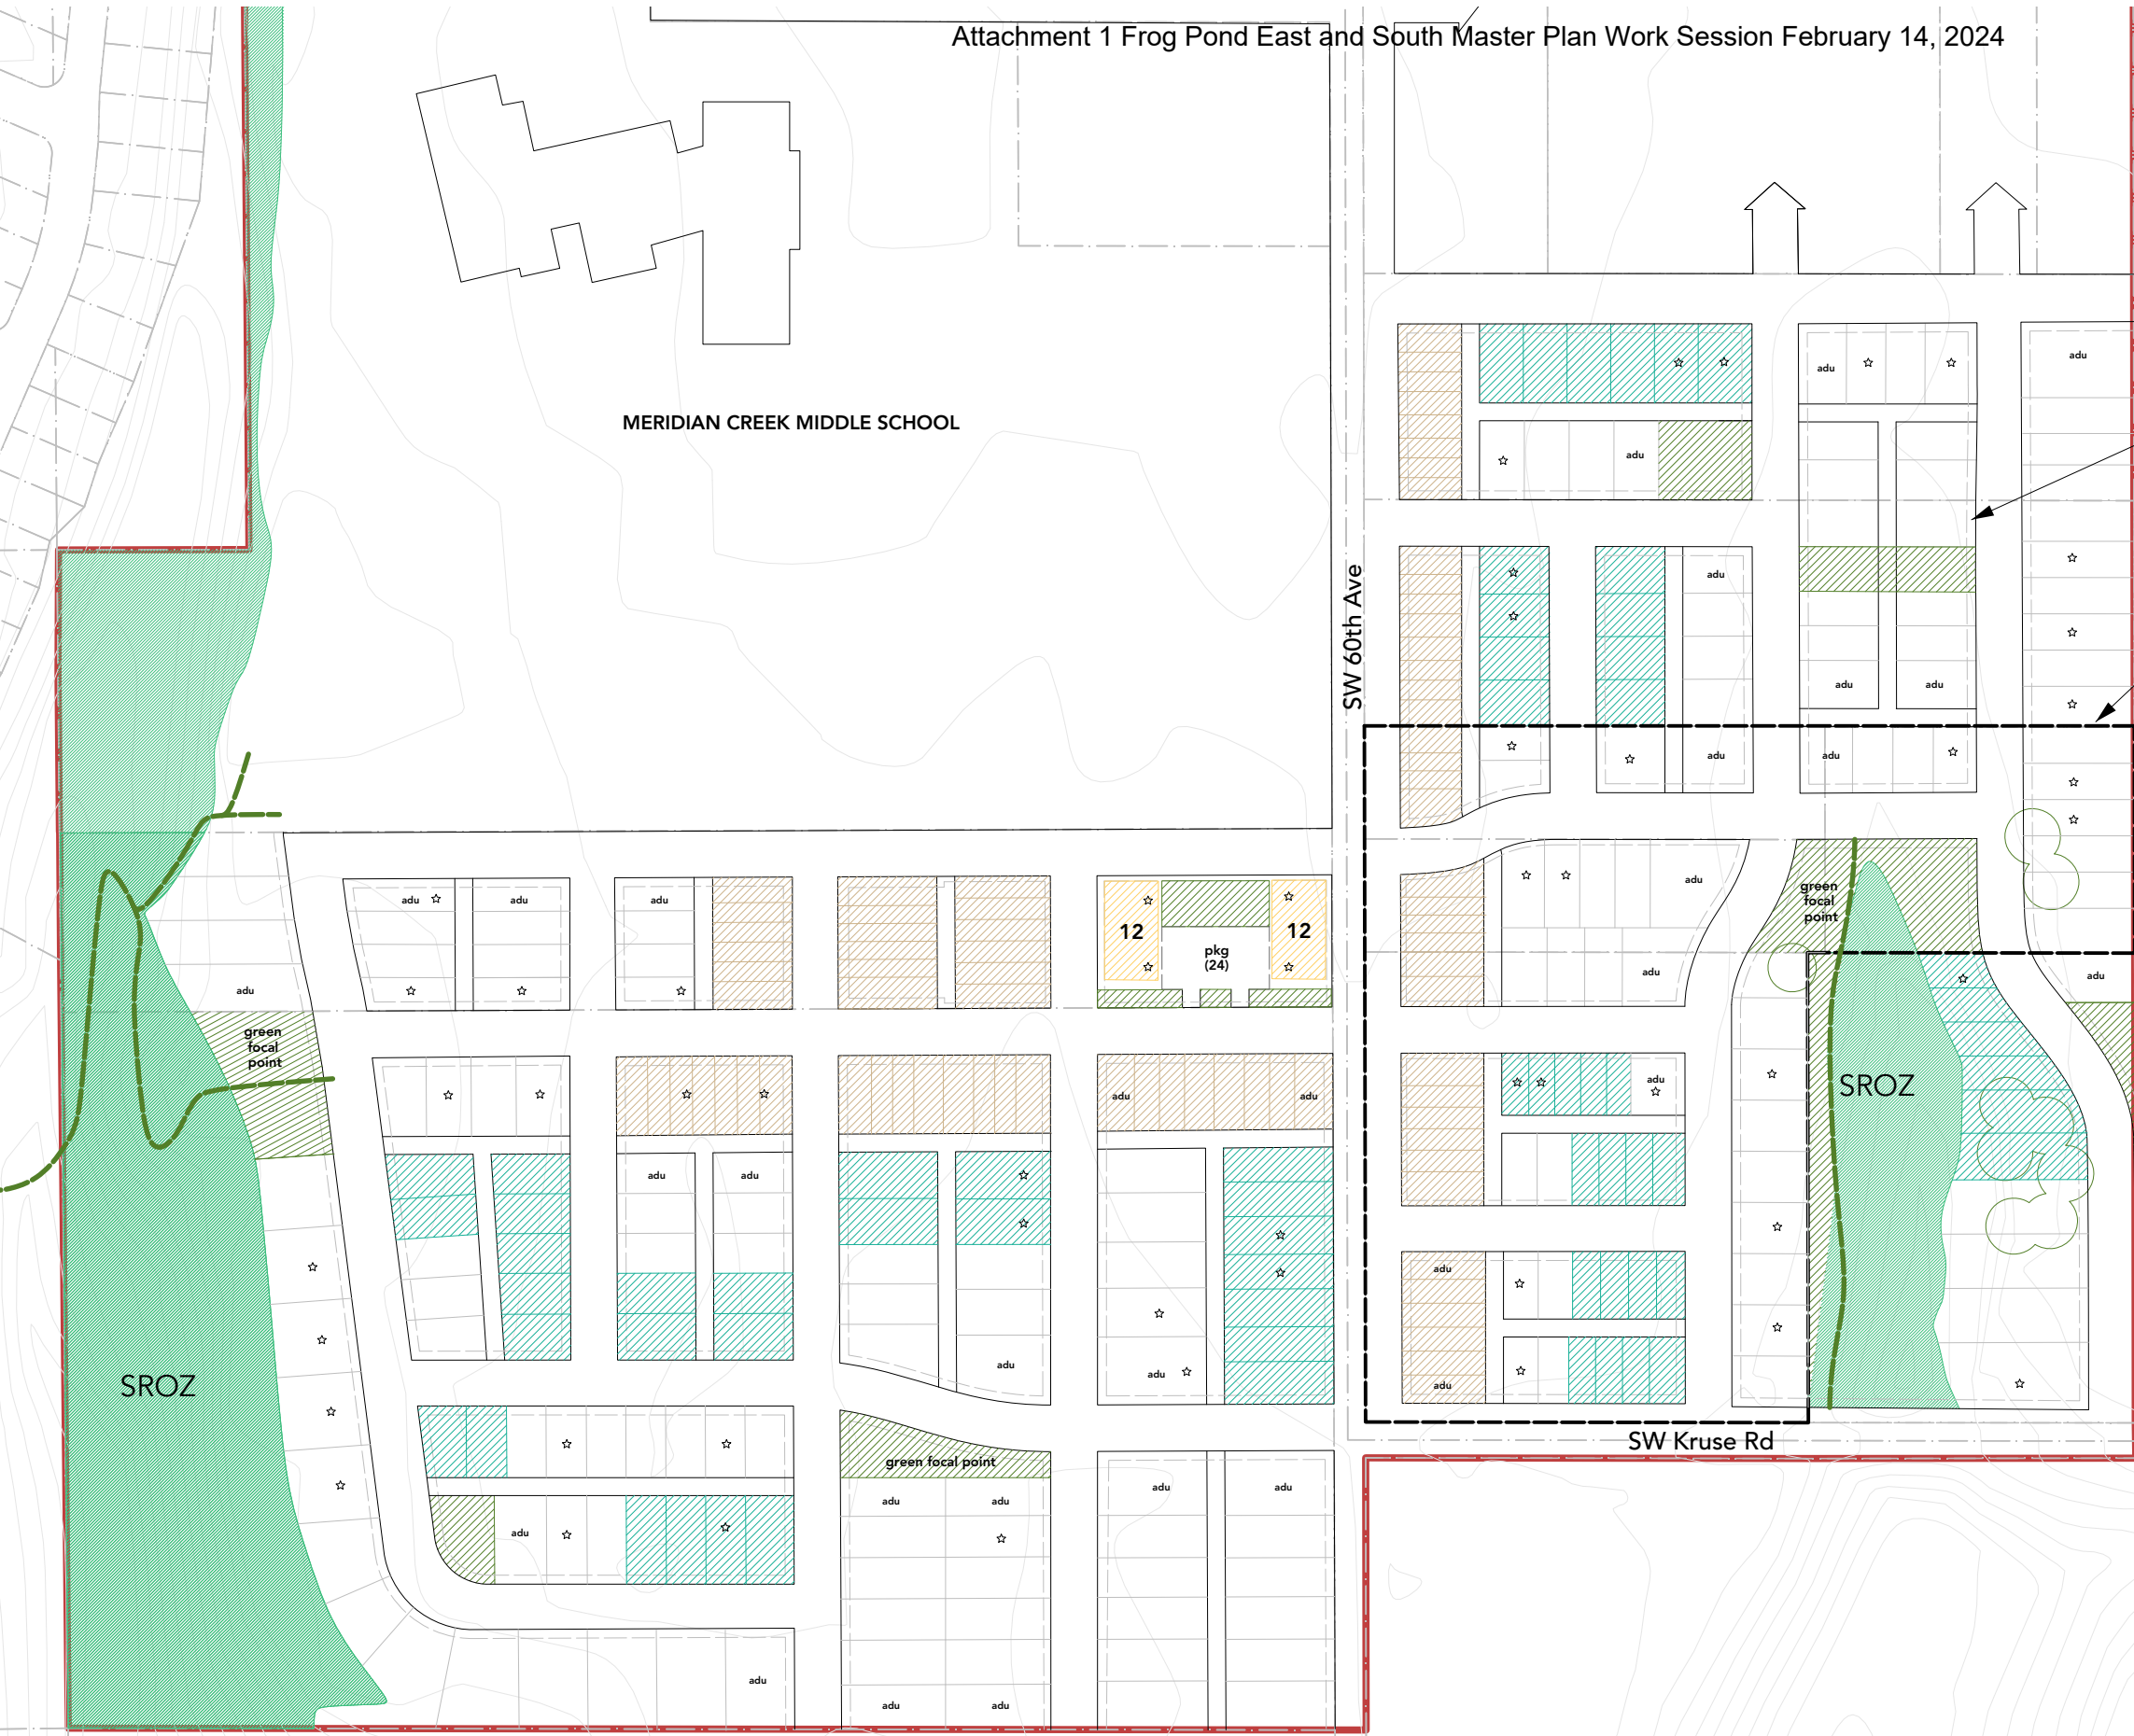 Attachment 1 Frog Pond East and South Master Plan Work Session February 14, 2024
MERIDIAN CREEK MIDDLE SCHOOL
SW 60th Ave
adu
adu
adu
adu
adu
adu
adu
adu
adu
adu
adu
adu
adu
green
focal
point
SROZ
adu
adu
adu
SW Kruse Rd
adu
adu
adu
12
12
pkg
(24)
adu
green
focal
point
adu
adu
adu
adu
adu
adu
SROZ
adu
green focal point
adu
adu
adu
adu
adu
adu
adu